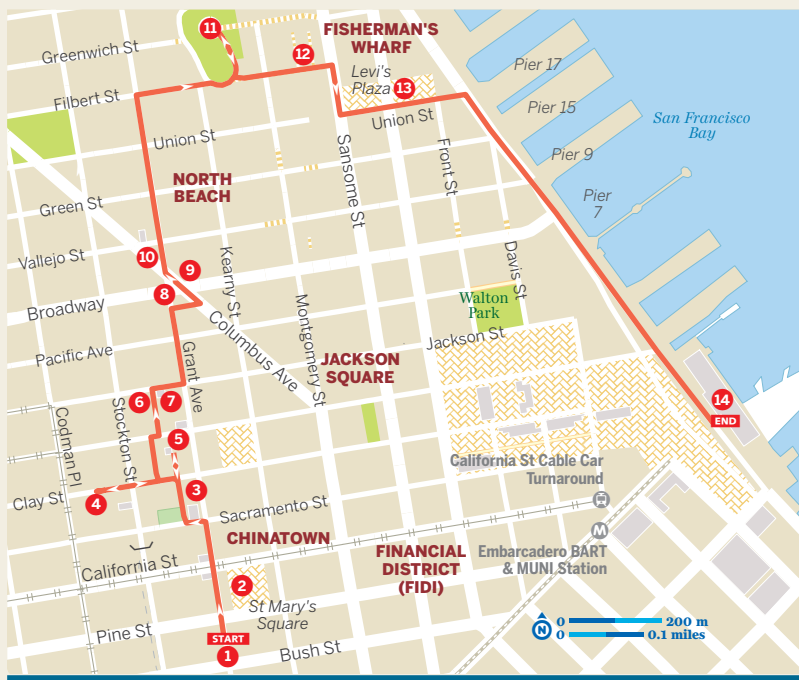 11
Greenwich St
FISHERMAN'S
WHARF
12
Levi's
Plaza
13
Pier 17
Filbert St
Union St
Pier 15
San Francisco
Bay
Union St
Sansome St
Front St
Pier 9
NORTH
BEACH
Pier
7
Green St
Vallejo St
10
9
Kearny St
Davis St
8
Broadway
Columbus Ave
Montgomery St
Walton
Park
Pacific Ave
Grant Ave
JACKSON
SQUARE
Jackson St
6
7
Codman Pl
Stockton St
5
14
END
Clay St
4
3
Sacramento St
California St Cable Car
Turnaround
CHINATOWN
M
California St
FINANCIAL
DISTRICT
(FIDI)
Embarcadero BART
& MUNI Station
2
St Mary's
Square
Pine St
START
1
Bush St
N
0 200 m
0 0.1 miles